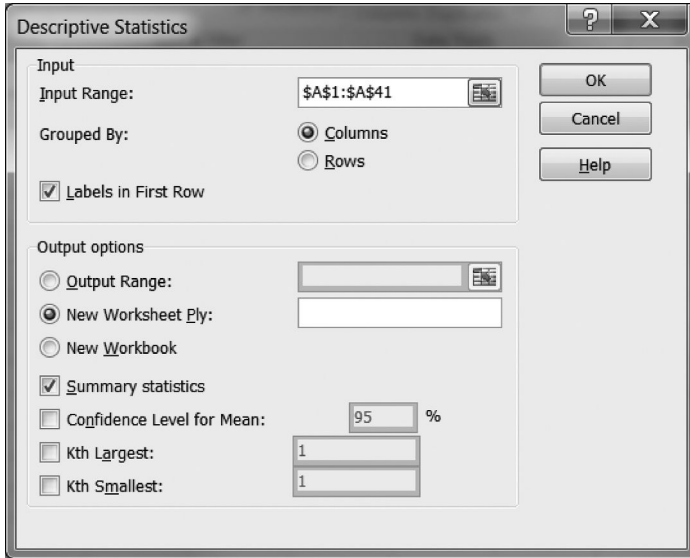 Descriptive Statistics
? X
Input
Input Range: $A$1:$A$41
Grouped By: Columns
Rows
Labels in First Row
OK
Cancel
Help
Output options
Output Range:
New Worksheet Ply:
New Workbook
Summary statistics
Confidence Level for Mean: 95 %
Kth Largest: 1
Kth Smallest: 1